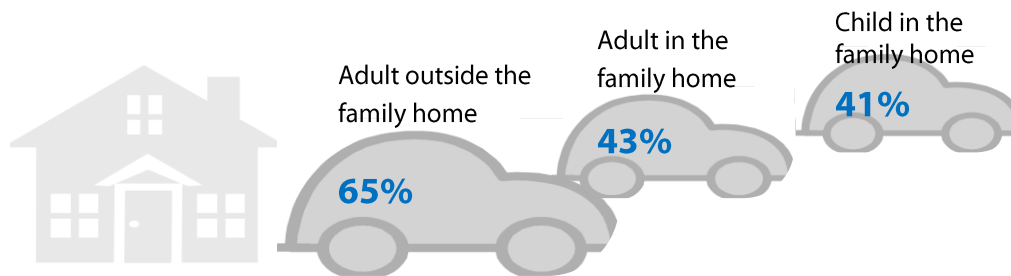 Adult outside the
family home
65%
Adult in the
family home
43%
Child in the
family home
41%